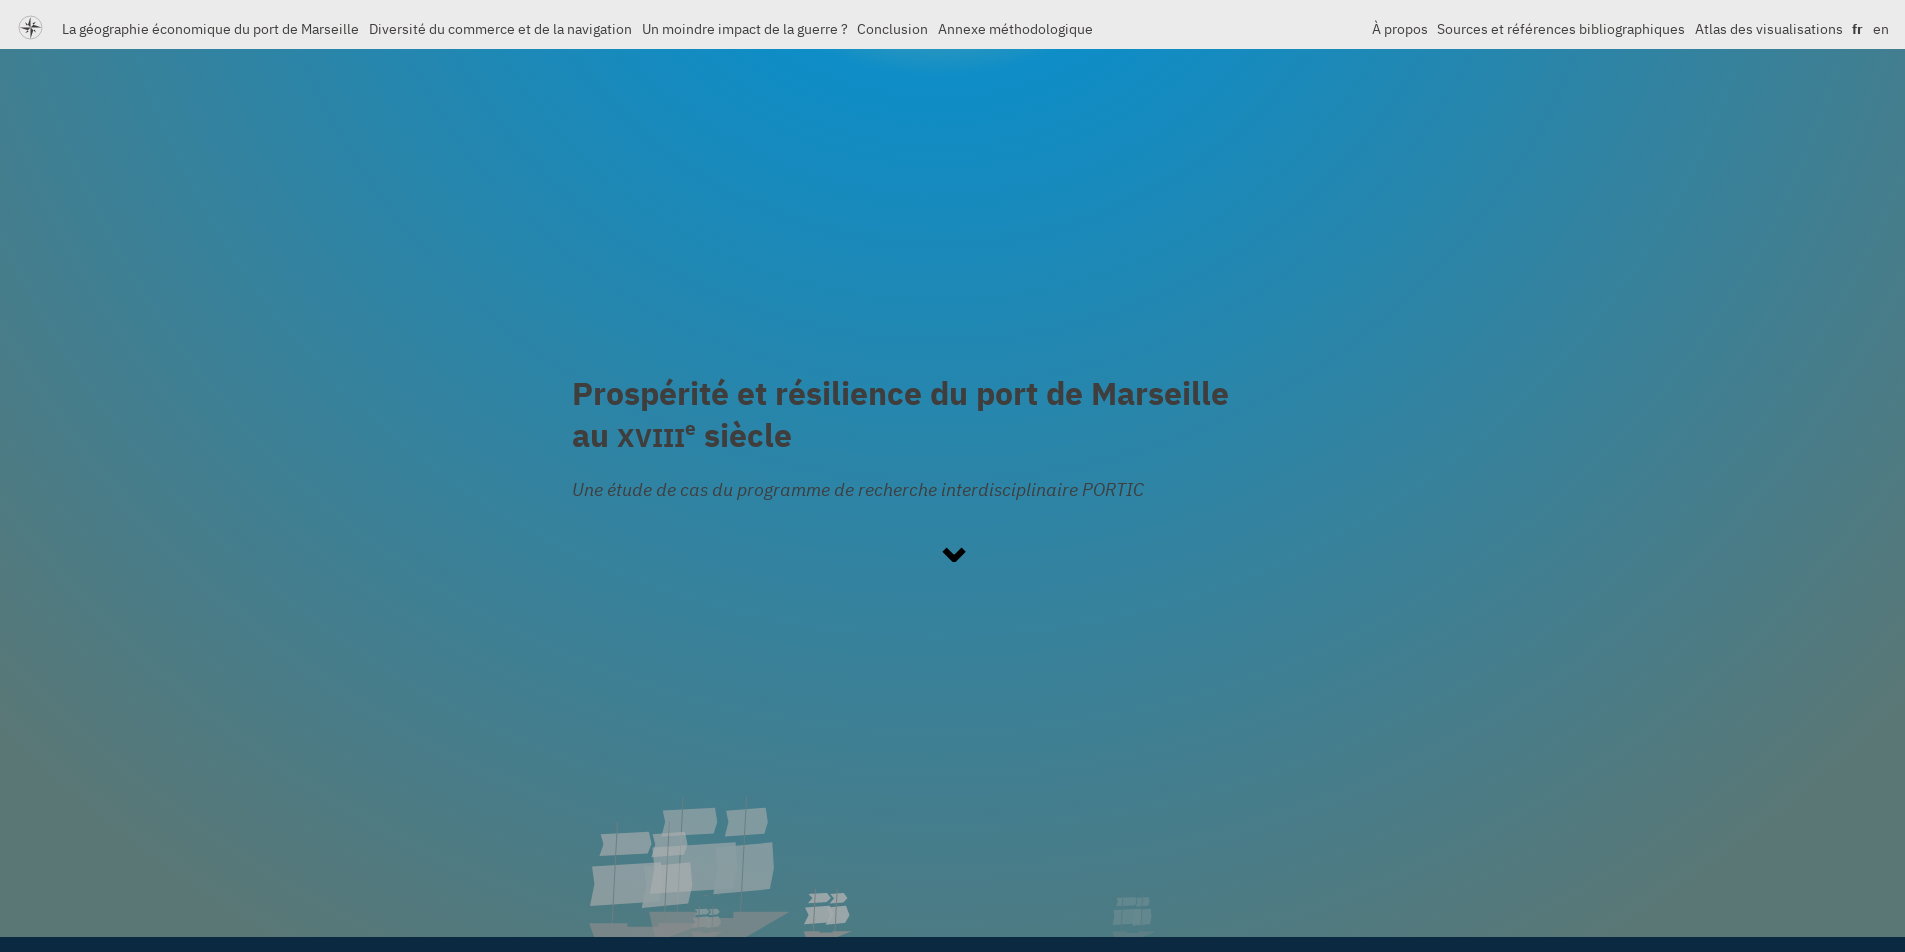 La géographie économique du port de Marseille Diversité du commerce et de la navigation Un moindre impact de la guerre ? Conclusion Annexe méthodologique À propos Sources et références bibliographiques Atlas des visualisations fr en
Prospérité et résilience du port de Marseille
au XVIIIe siècle
Une étude de cas du programme de recherche interdisciplinaire PORTIC